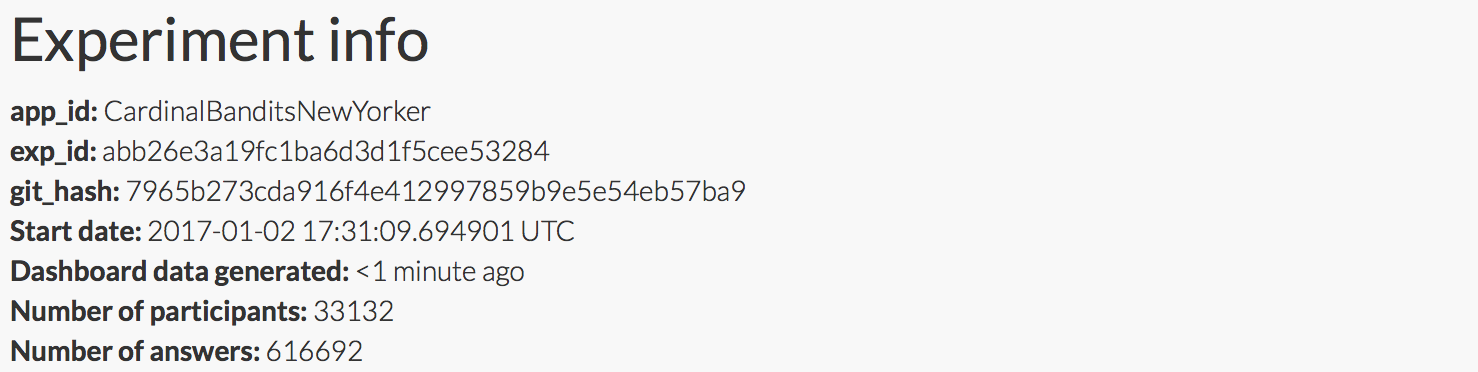 Experiment info
app_id: CardinalBanditsNewYorker
exp_id: abb26e3a19fc1ba6d3d1f5cee53284
git_hash: 7965b273cda916f4e412997859b9e5e54eb57ba9
Start date: 2017-01-02 17:31:09.694901 UTC
Dashboard data generated: <1 minute ago
Number of participants: 33132
Number of answers: 616692